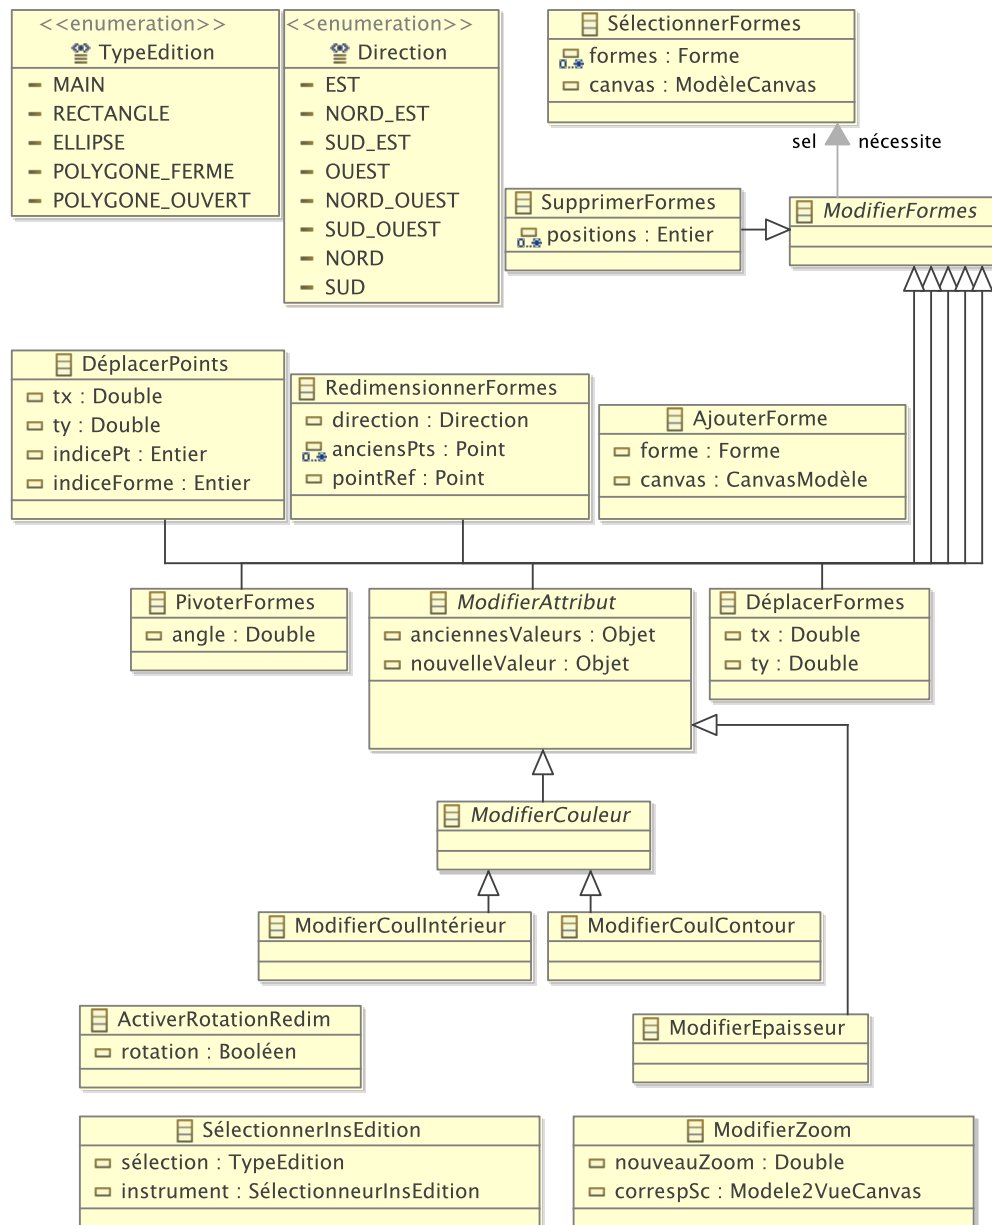 <<enumeration>>
TypeEdition
MAIN
RECTANGLE
ELLIPSE
POLYGONE_FERME
POLYGONE_OUVERT
<<enumeration>>
Direction
EST
NORD_EST
SUD_EST
OUEST
NORD_OUEST
SUD_OUEST
NORD
SUD
SélectionnerFormes
0..* formes : Forme
canvas : ModèleCanvas
sel nécessite
SupprimerFormes
0..* positions : Entier
ModifierFormes
DéplacerPoints
tx : Double
ty : Double
indicePt : Entier
indiceForme : Entier
RedimensionnerFormes
direction : Direction
0..* anciensPts : Point
pointRef : Point
AjouterForme
forme : Forme
canvas : CanvasModèle
PivoterFormes
angle : Double
ModifierAttribut
anciennesValeurs : Objet
nouvelleValeur : Objet
DéplacerFormes
tx : Double
ty : Double
ModifierCouleur
ModifierCoulIntérieur
ModifierCoulContour
ActiverRotationRedim
rotation : Booléen
ModifierEpaisseur
SélectionnerInsEdition
sélection : TypeEdition
instrument : SélectionneurInsEdition
ModifierZoom
nouveauZoom : Double
correspSc : Modele2VueCanvas